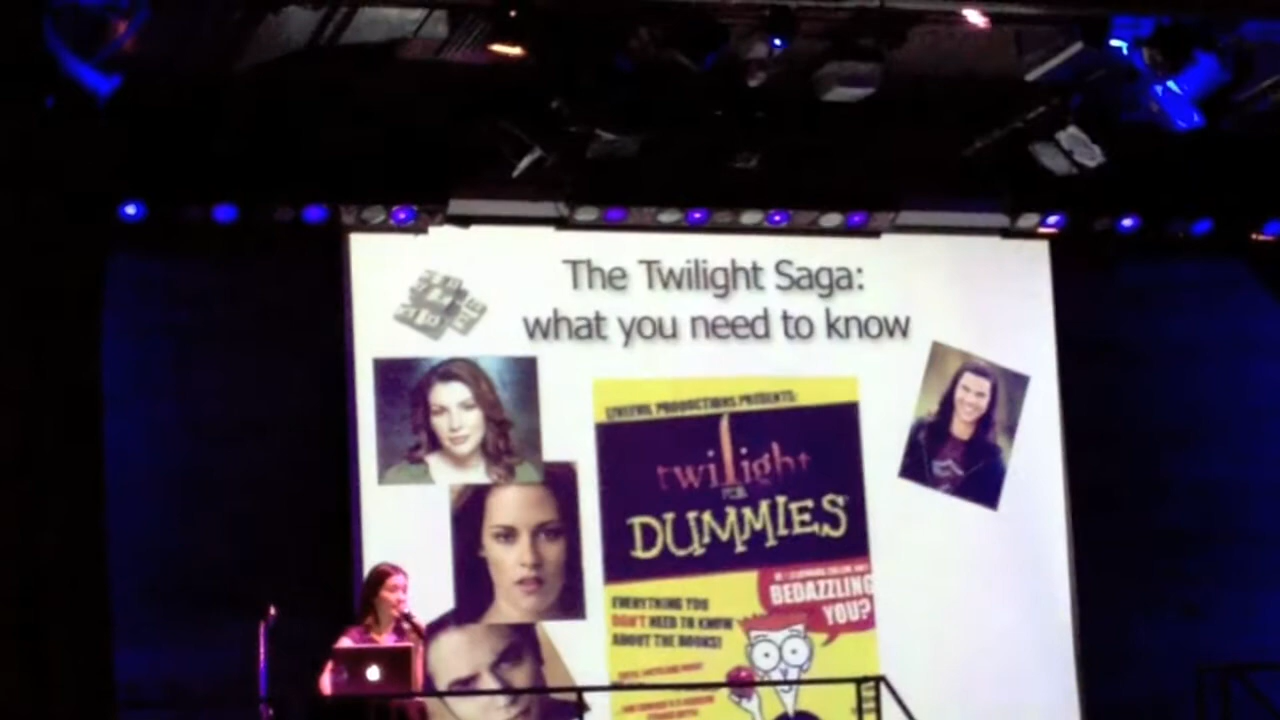 The Twilight Saga:
what you need to know
PRODUCTIONS PRESENTS:
twilight
FOR
DUMMIES
BEDAZZLING
YOU?
EVERYTHING YOU
DON'T NEED TO KNOW
ABOUT THE BOOKS!